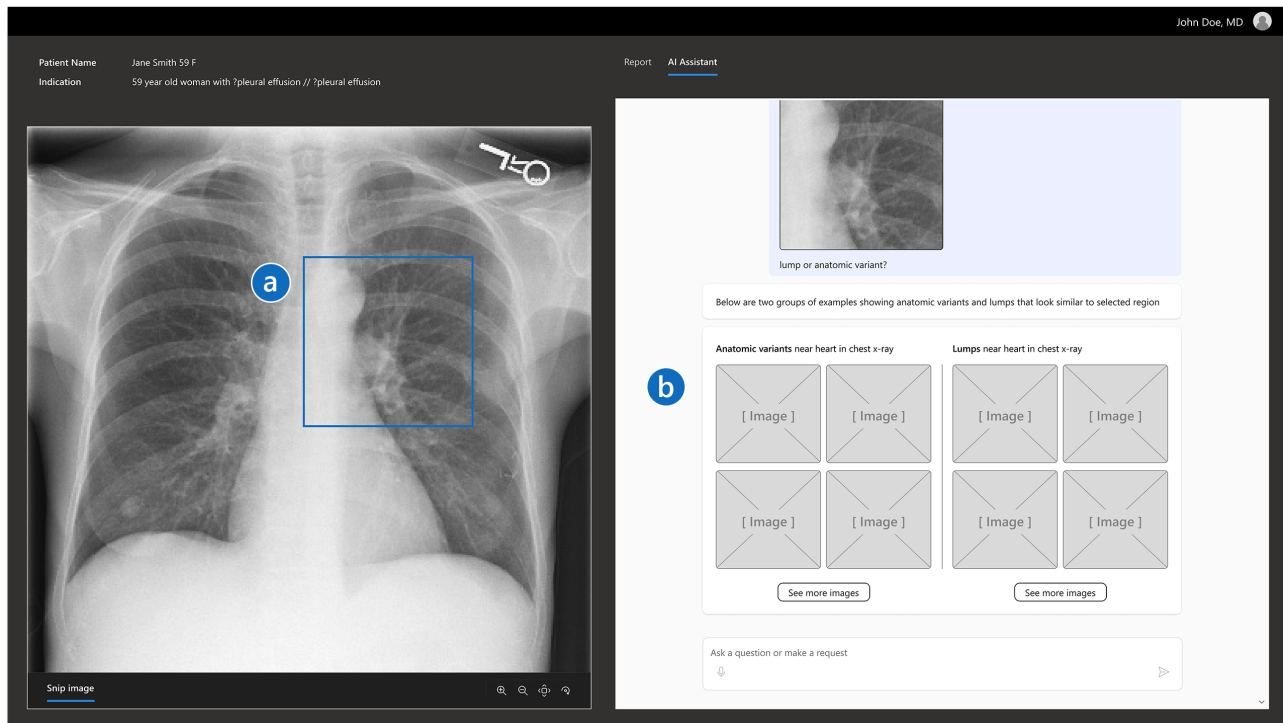 John Doe, MD
Patient Name Jane Smith 59 F
Indication 59 year old woman with ?pleural effusion // ?pleural effusion
Report AI Assistant
a
lump or anatomic variant?
Below are two groups of examples showing anatomic variants and lumps that look similar to selected region
b
Anatomic variants near heart in chest x-ray
[ Image ] [ Image ]
[ Image ] [ Image ]
See more images
Lumps near heart in chest x-ray
[ Image ] [ Image ]
[ Image ] [ Image ]
See more images
Ask a question or make a request
Snip image